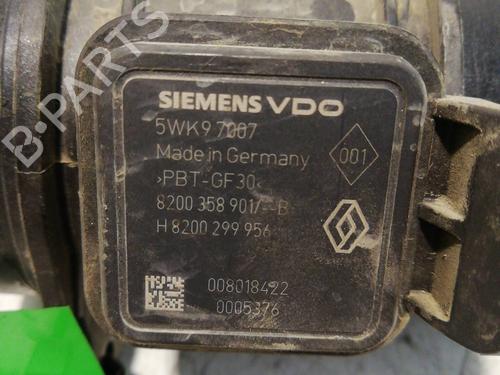 B-PARTS
SIEMENS VDO
5WK9 7007
Made in Germany
001
>PBT-GF30<
8200 358 901/--B
H 8200 299 956
008018422
0005376